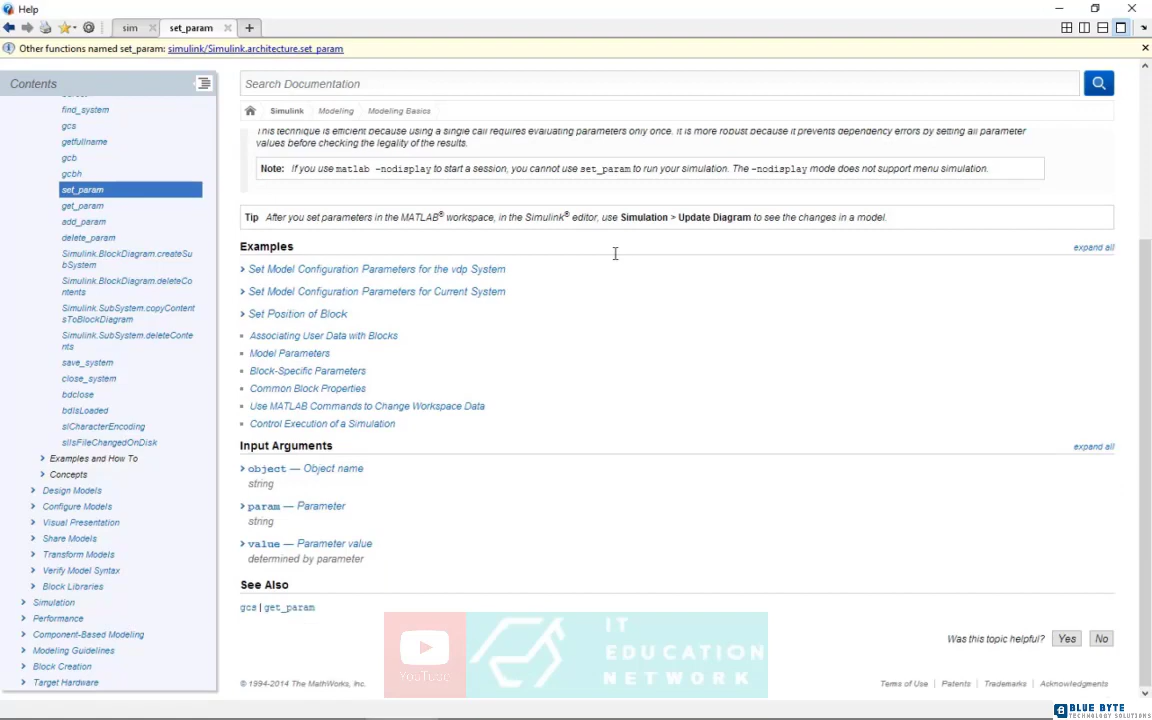 Help
sim
set_param
Other functions named set_param: simulink/Simulink.architecture.set_param
Contents
Search Documentation
Simulink
Modeling
Modeling Basics
find_system
gcs
getfullname
gcb
gcbh
set_param
get_param
add_param
delete_param
Simulink.BlockDiagram.createSu
bSystem
Simulink.BlockDiagram.deleteCo
ntents
Simulink.SubSystem.copyContent
sToBlockDiagram
Simulink.SubSystem.deleteConte
nts
save_system
close_system
bdclose
bdIsLoaded
slCharacterEncoding
slIsFileChangedOnDisk
Examples and How To
Concepts
Design Models
Configure Models
Visual Presentation
Share Models
Transform Models
Verify Model Syntax
Block Libraries
Simulation
Performance
Component-Based Modeling
Modeling Guidelines
Block Creation
Target Hardware
This technique is efficient because using a single call requires evaluating parameters only once. It is more robust because it prevents dependency errors by setting all parameter
values before checking the legality of the results.
Note: If you use matlab -nodisplay to start a session, you cannot use set_param to run your simulation. The -nodisplay mode does not support menu simulation.
Tip After you set parameters in the MATLAB® workspace, in the Simulink® editor, use Simulation > Update Diagram to see the changes in a model.
Examples
expand all
Set Model Configuration Parameters for the vdp System
Set Model Configuration Parameters for Current System
Set Position of Block
Associating User Data with Blocks
Model Parameters
Block-Specific Parameters
Common Block Properties
Use MATLAB Commands to Change Workspace Data
Control Execution of a Simulation
Input Arguments
expand all
object — Object name
string
param — Parameter
string
value — Parameter value
determined by parameter
See Also
gcs | get_param
Was this topic helpful? Yes No
© 1994-2014 The MathWorks, Inc.
Terms of Use | Patents | Trademarks | Acknowledgments
YouTube
IT
EDUCATION
NETWORK
BLUE BYTE
TECHNOLOGY SOLUTIONS